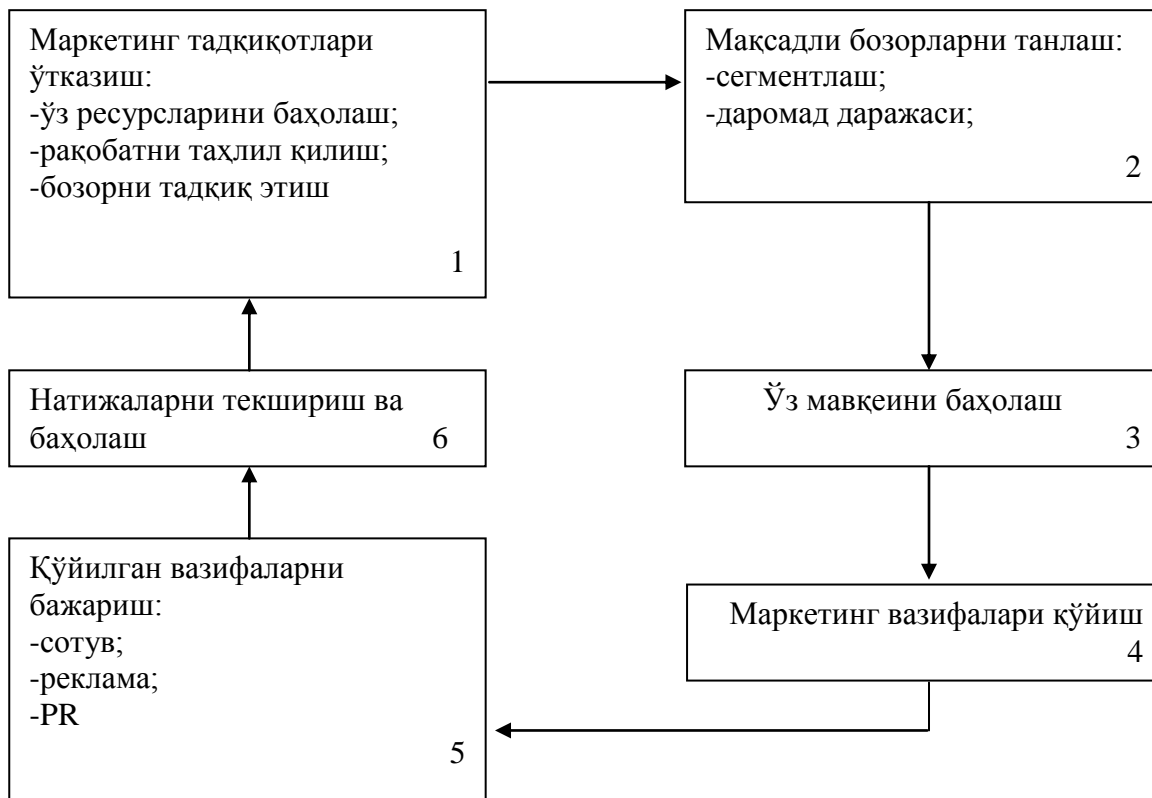 Маркетинг тадқиқотлари
ўтказиш:
-ўз ресурсларини баҳолаш;
-рақобатни таҳлил қилиш;
-бозорни тадқиқ этиш
1
Мақсадли бозорларни танлаш:
-сегментлаш;
-даромад даражаси;
2
Ўз мавқеини баҳолаш
3
Маркетинг вазифалари қўйиш
4
Қўйилган вазифаларни
бажариш:
-сотув;
-реклама;
-PR
5
Натижаларни текшириш ва
баҳолаш 6